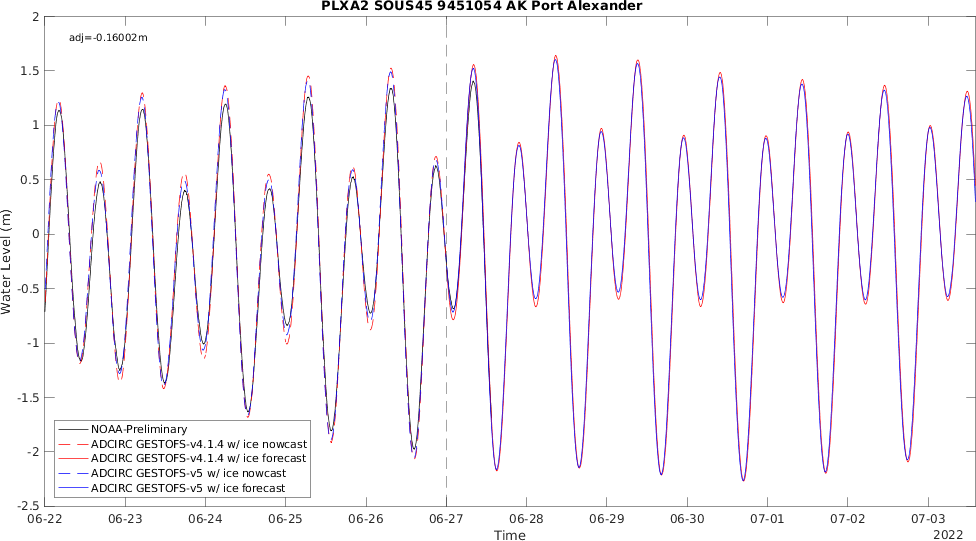 PLXA2 SOUS45 9451054 AK Port Alexander
adj=-0.16002m
2
1.5
1
0.5
0
-0.5
-1
-1.5
-2
-2.5
Water Level (m)
NOAA-Preliminary
ADCIRC GESTOFS-v4.1.4 w/ ice nowcast
ADCIRC GESTOFS-v4.1.4 w/ ice forecast
ADCIRC GESTOFS-v5 w/ ice nowcast
ADCIRC GESTOFS-v5 w/ ice forecast
06-22 06-23 06-24 06-25 06-26 06-27 06-28 06-29 06-30 07-01 07-02 07-03
Time
2022